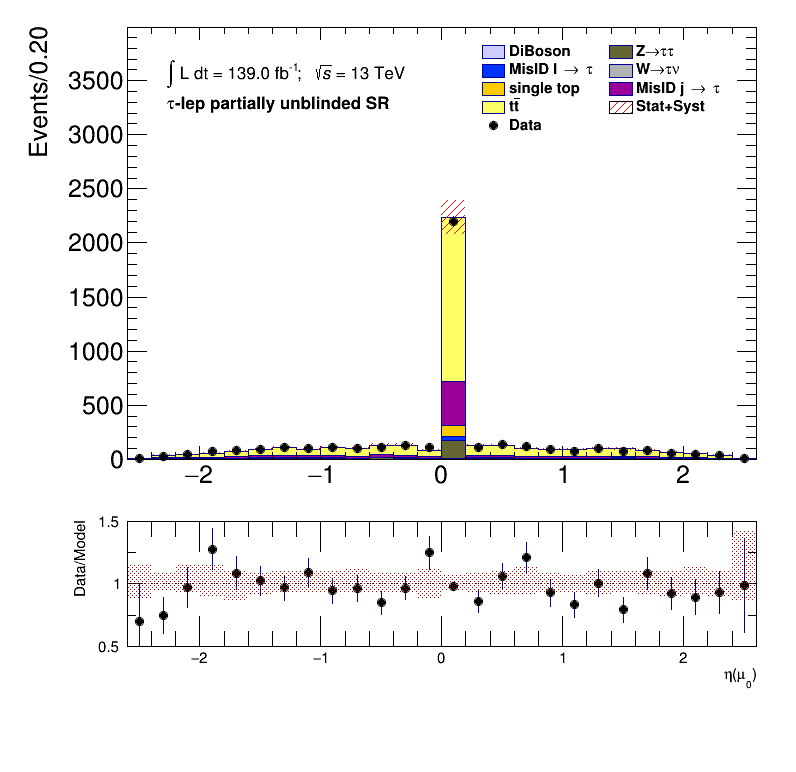 Events/0.20
3500
3000
2500
2000
1500
1000
500
0
∫ L dt = 139.0 fb⁻¹; √s = 13 TeV
τ-lep partially unblinded SR
DiBoson
MisID l → τ
single top
tt̄
Data
Z→ττ
W→τν
MisID j → τ
Stat+Syst
−2 −1 0 1 2
Data/Model
1.5
1
0.5
−2 −1 0 1 2
η(μ₀)